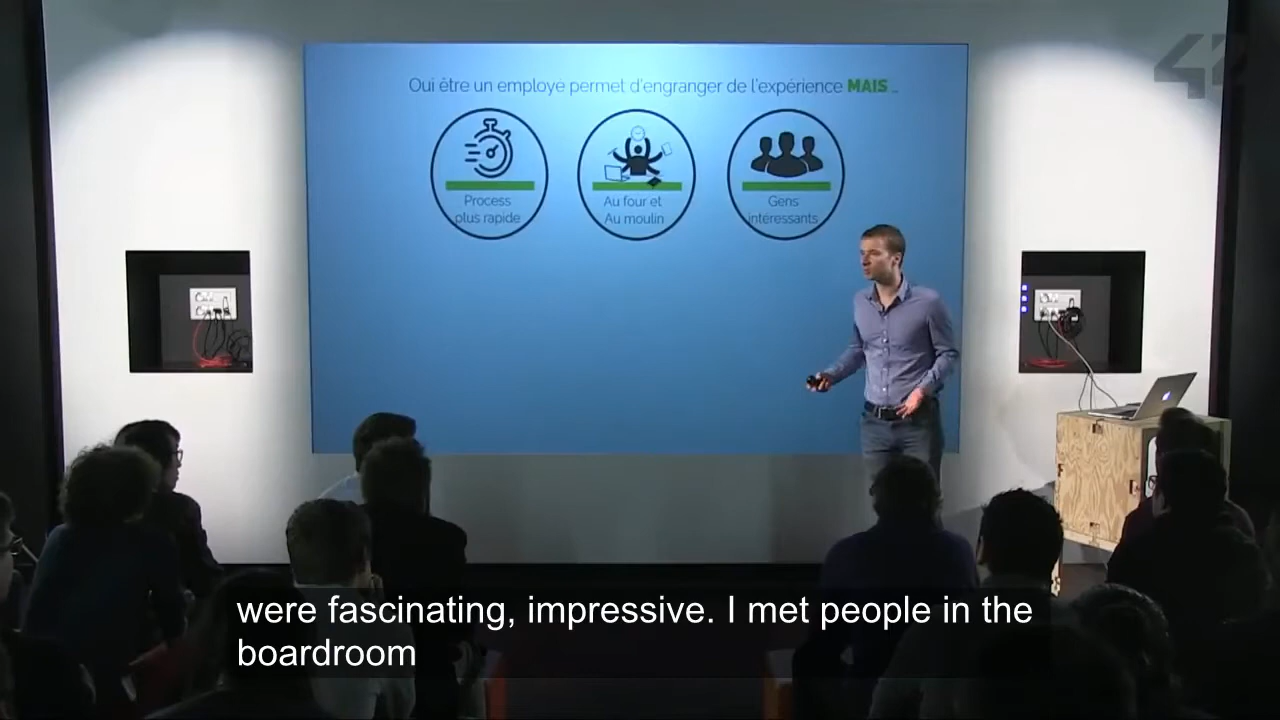 42
Oui être un employé permet d'engranger de l'expérience MAIS ...
Process
plus rapide
Au four et
Au moulin
Gens
intéressants
were fascinating, impressive. I met people in the
boardroom